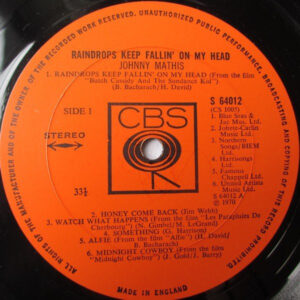 ALL RIGHTS OF THE MANUFACTURER AND OF THE OWNER OF THE RECORDED WORK RESERVED. UNAUTHORIZED PUBLIC PERFORMANCE, BROADCASTING AND COPYING OF THIS RECORD PROHIBITED
RAINDROPS KEEP FALLIN' ON MY HEAD
JOHNNY MATHIS
1. RAINDROPS KEEP FALLIN' ON MY HEAD (From the film
"Butch Cassidy And The Sundance Kid")
(B. Bacharach/ H. David)
SIDE 1
STEREO
33⅓
CBS
S 64012
(CS 1005)
1. Blue Seas &
Jac Mus. Ltd.
2. Jobete-Carlin
Music Ltd.
3. Northern
Songs/BIEM
Ltd.
4. Harrisongs
Ltd.
5. Famous
Chappell Ltd.
6. United Artists
Music Ltd.
S 64012 A
℗ 1970
2. HONEY COME BACK (Jim Webb)
3. WATCH WHAT HAPPENS (From the film "Les Parapluies De
Cherbourg") (N. Gimbel/M. LeGrand)
4. SOMETHING (G. Harrison)
5. ALFIE (From the film "Alfie") (H. David/
B. Bacharach)
6. MIDNIGHT COWBOY (From the film
"Midnight Cowboy") (J. Gold/J. Barry)
MADE IN ENGLAND